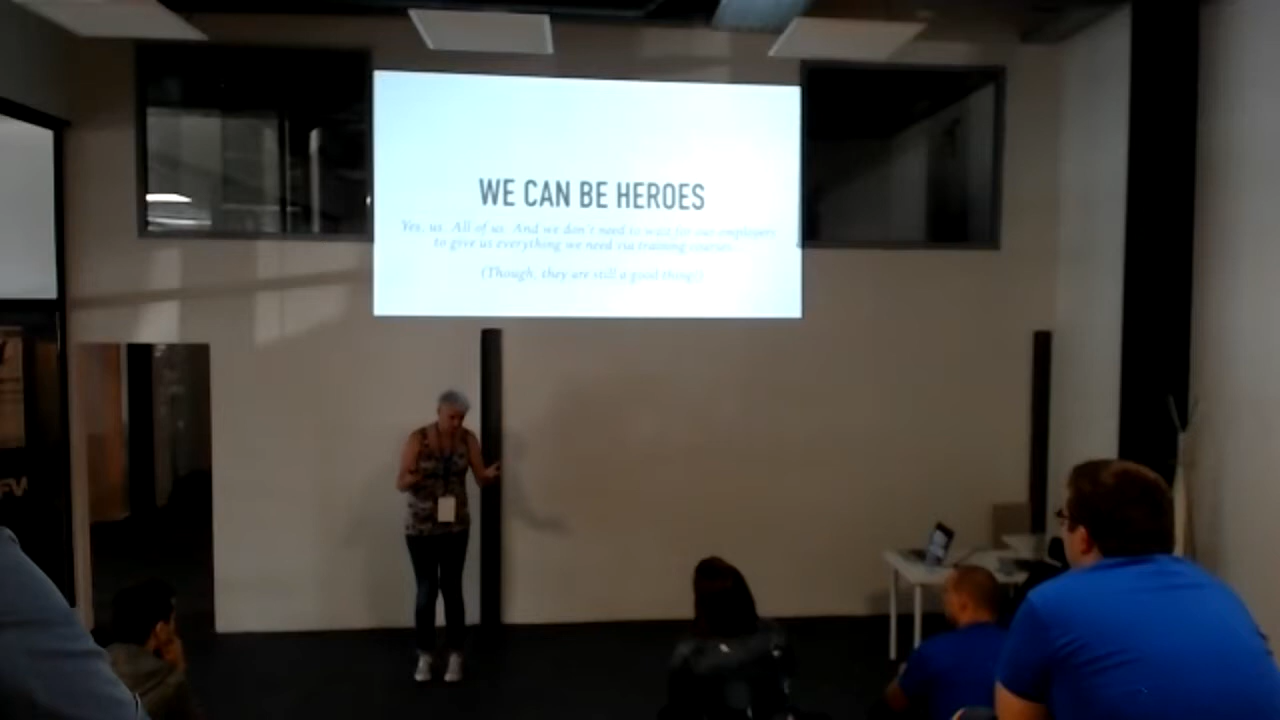 WE CAN BE HEROES
Yes, us. All of us. And we don't need to wait for our employers
to give us everything we need via training courses.
(Though, they are still a good thing!)